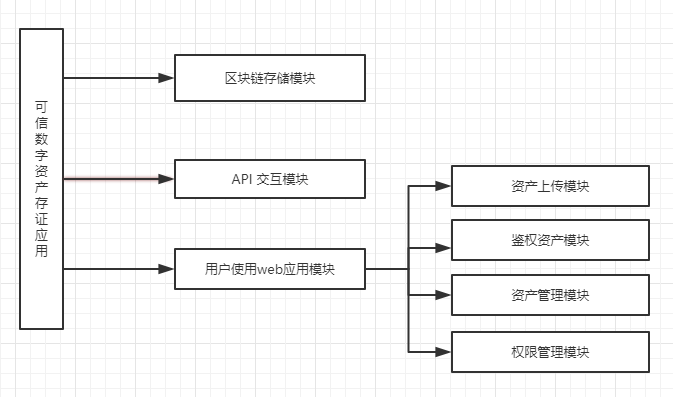 可信数字资产存证应用
区块链存储模块
API 交互模块
用户使用web应用模块
资产上传模块
鉴权资产模块
资产管理模块
权限管理模块